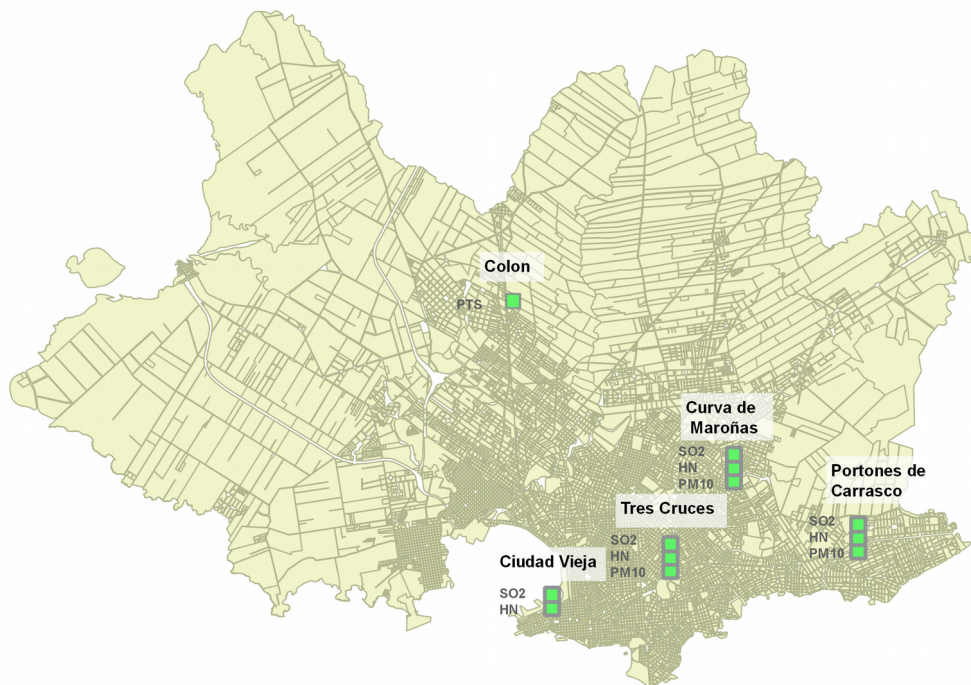 Colon
PTS
Curva de
Maroñas
SO2
HN
PM10
Portones de
Carrasco
SO2
HN
PM10
Tres Cruces
SO2
HN
PM10
Ciudad Vieja
SO2
HN